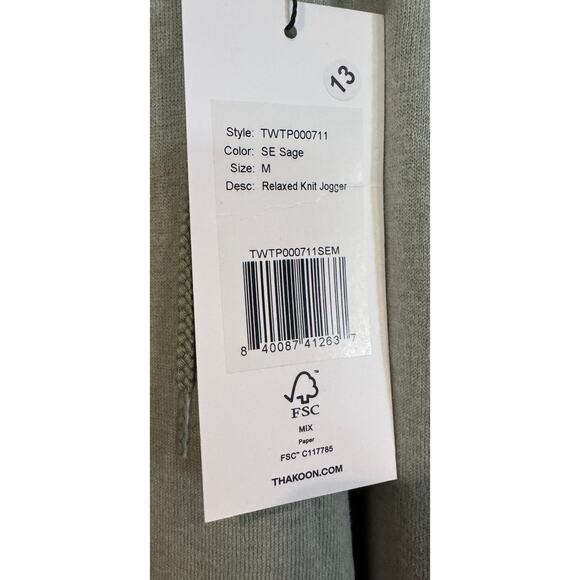 13
Style: TWTP000711
Color: SE Sage
Size: M
Desc: Relaxed Knit Jogger
TWTP000711SEM
8 40087 41263 7
FSC™
MIX
Paper
FSC™ C117785
THAKOON.COM